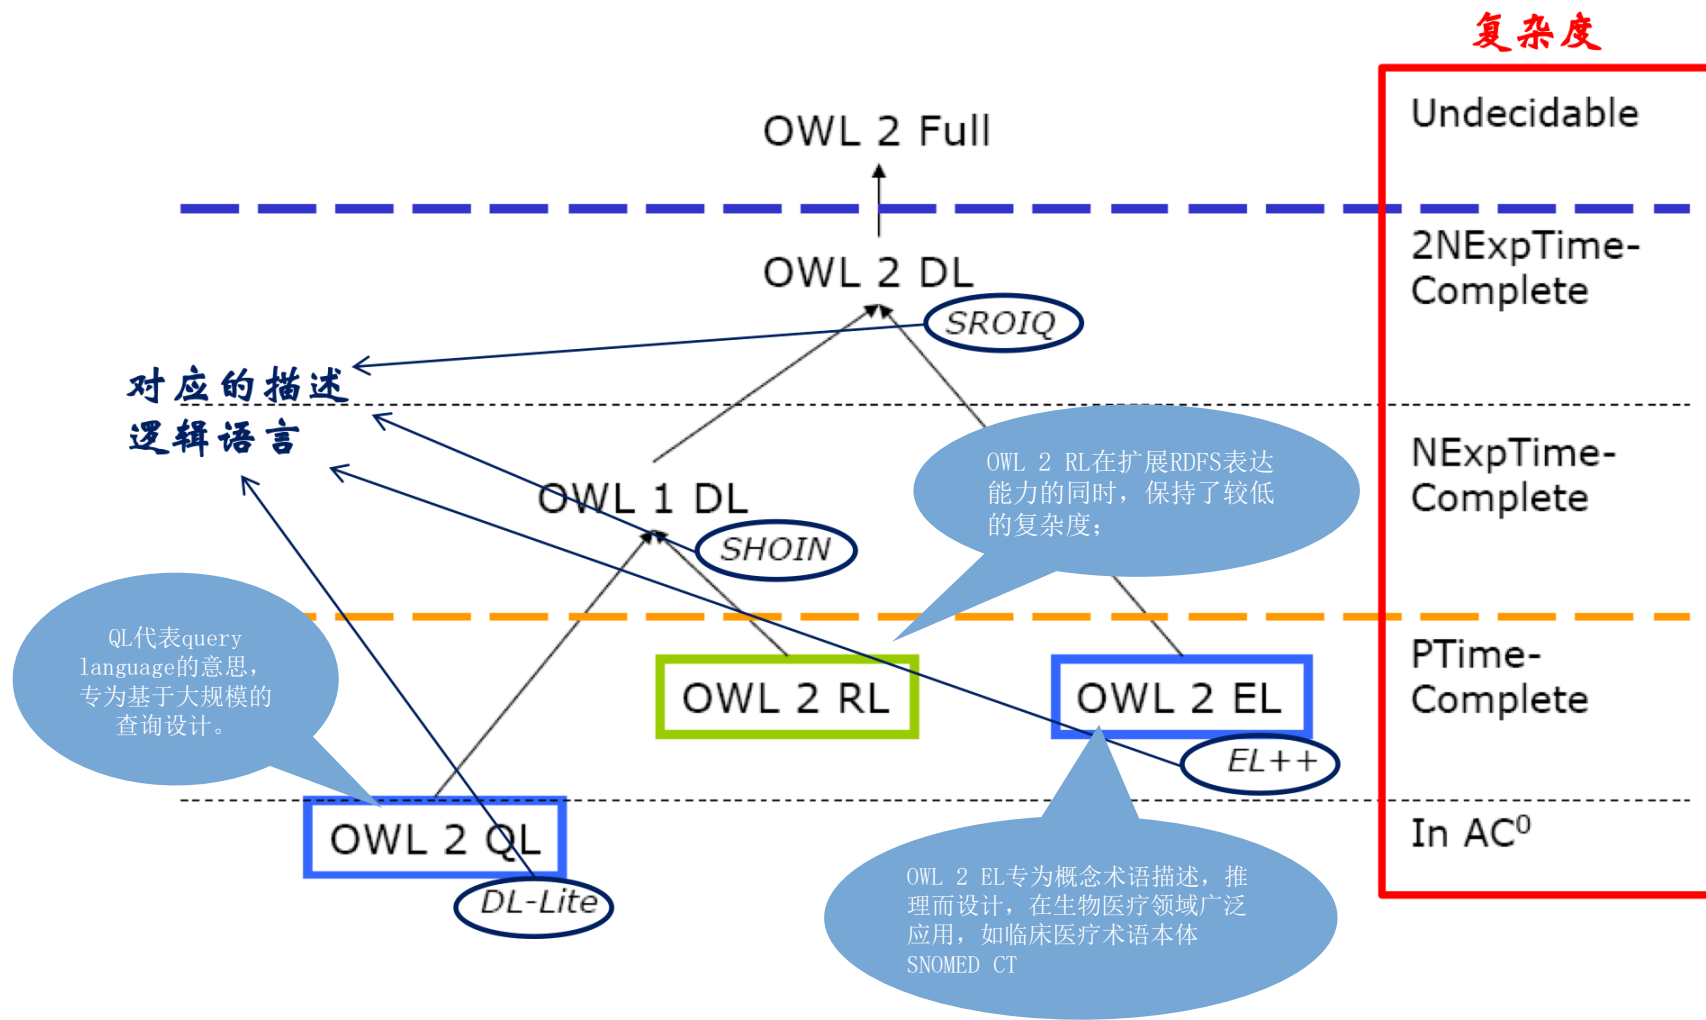 复杂度
Undecidable
OWL 2 Full
2NExpTime-
Complete
OWL 2 DL
SROIQ
对应的描述
逻辑语言
NExpTime-
Complete
OWL 2 RL在扩展RDFS表达
能力的同时，保持了较低
的复杂度；
OWL 1 DL
SHOIN
QL代表query
language的意思，
专为基于大规模的
查询设计。
PTime-
Complete
OWL 2 RL
OWL 2 EL
EL++
OWL 2 QL
DL-Lite
In AC⁰
OWL 2 EL专为概念术语描述，推
理而设计，在生物医疗领域广泛
应用，如临床医疗术语本体
SNOMED CT